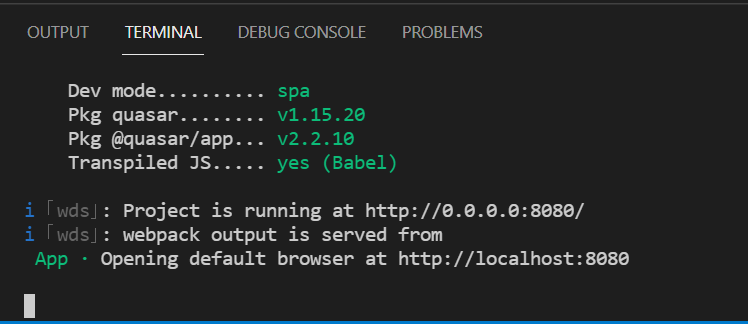 OUTPUT TERMINAL DEBUG CONSOLE PROBLEMS
Dev mode.......... spa
Pkg quasar........ v1.15.20
Pkg @quasar/app... v2.2.10
Transpiled JS..... yes (Babel)
i ｢wds｣: Project is running at http://0.0.0.0:8080/
i ｢wds｣: webpack output is served from
App · Opening default browser at http://localhost:8080